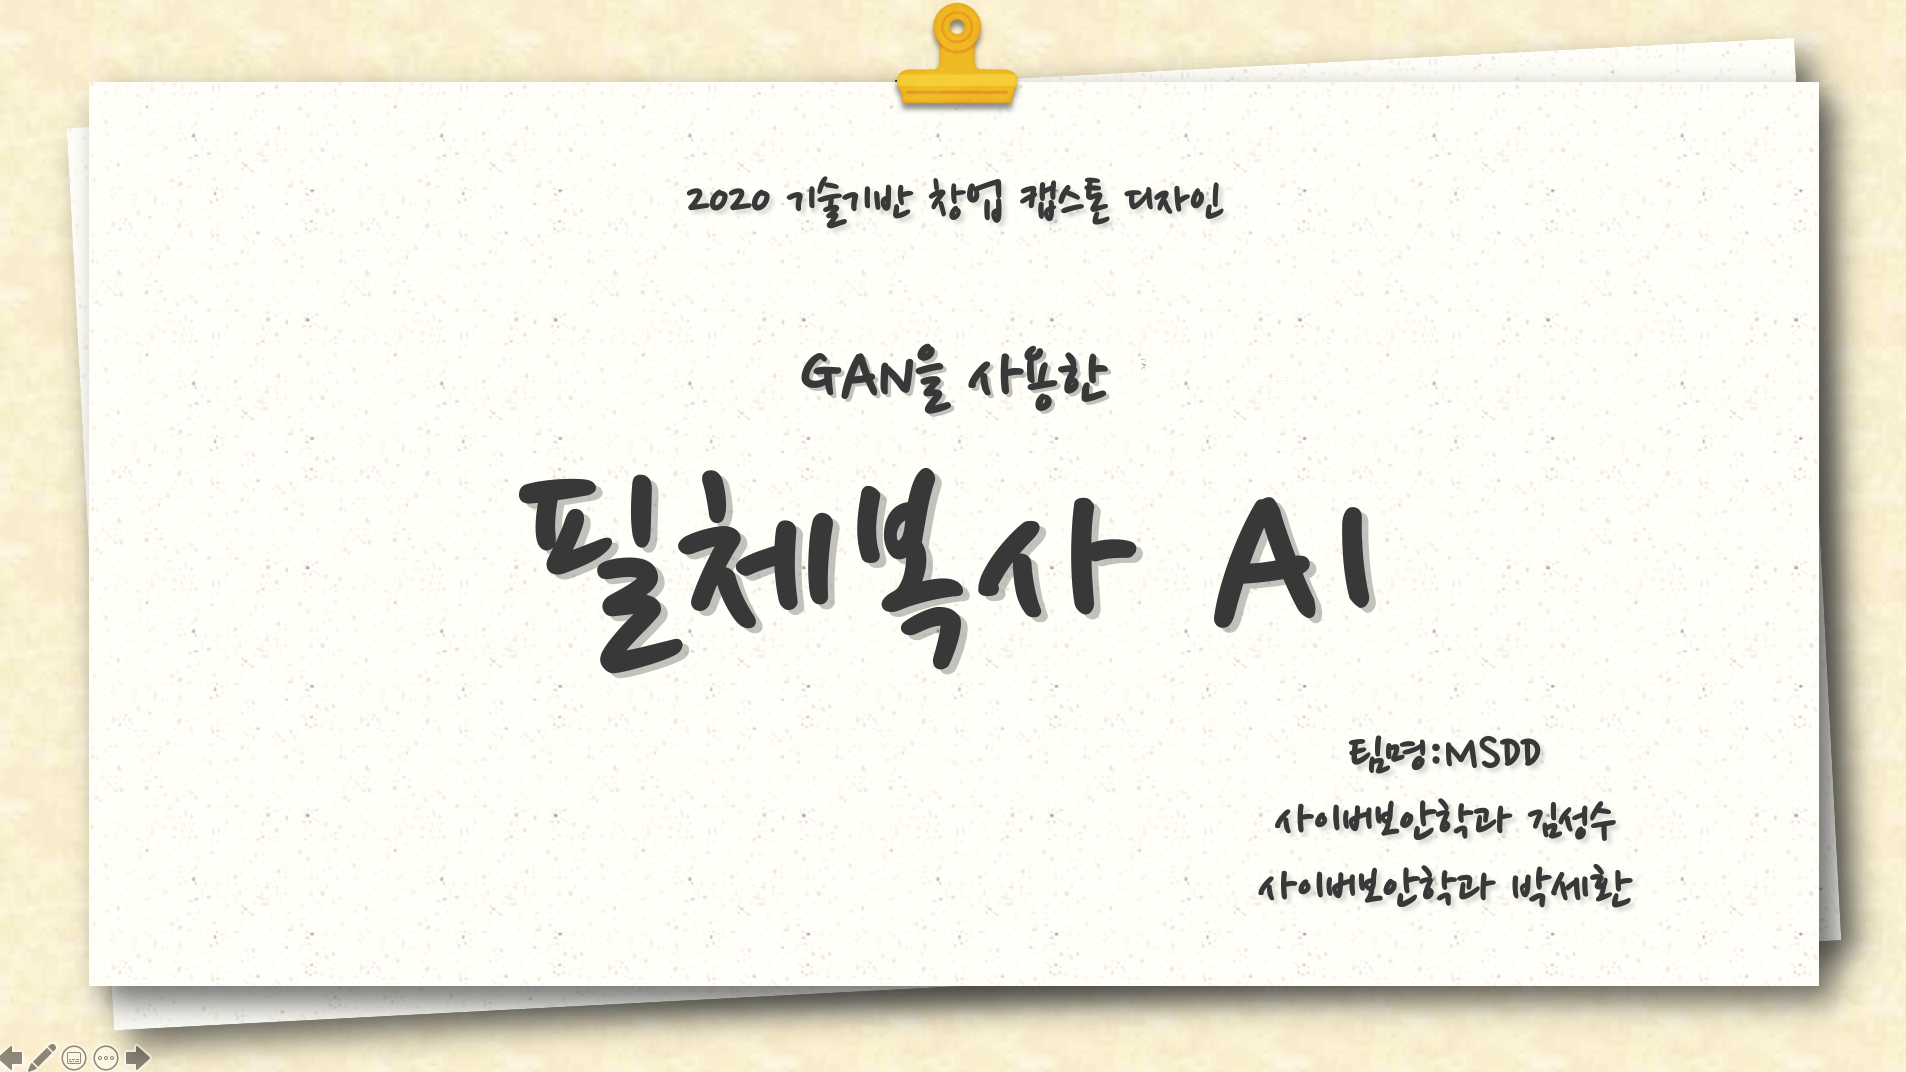 2020 기술기반 창업 캡스톤 디자인
GAN을 사용한
필체복사 AI
팀명:MSDD
사이버보안학과 김성수
사이버보안학과 박세환